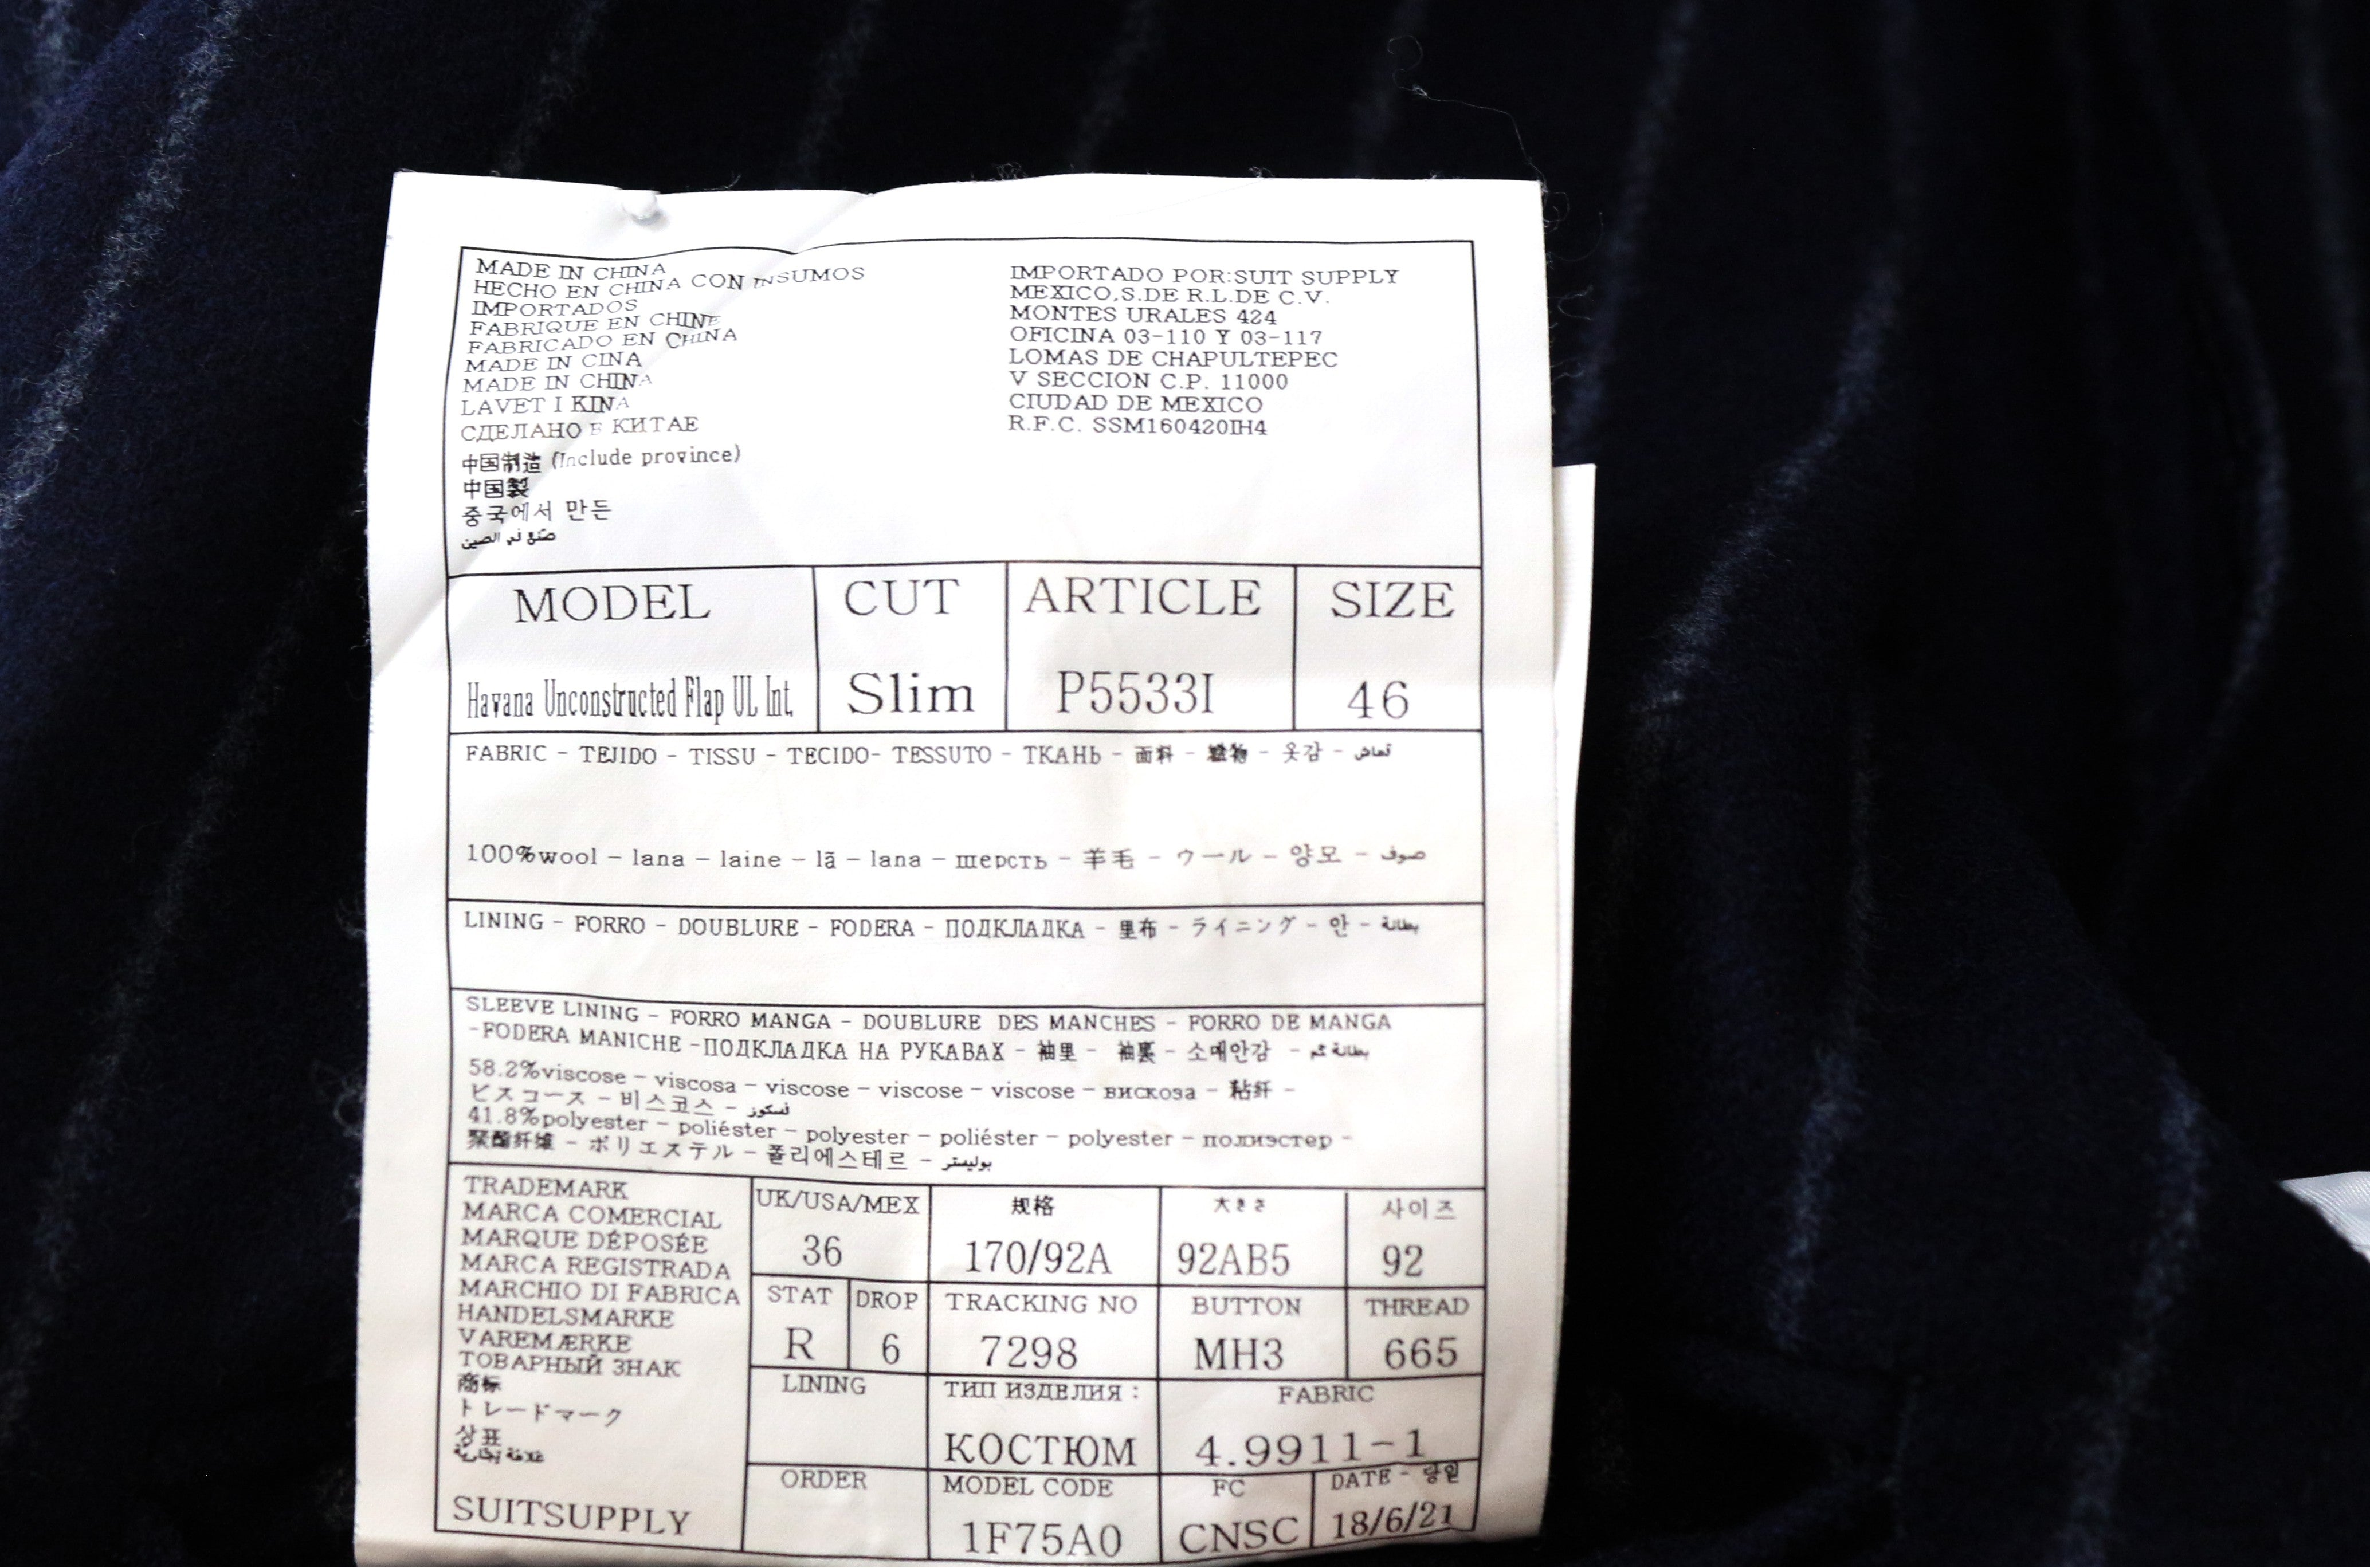 MADE IN CHINA
HECHO EN CHINA CON INSUMOS
IMPORTADOS
FABRIQUE EN CHINE
FABRICADO EN CHINA
MADE IN CINA
MADE IN CHINA
LAVET I KINA
СДЕЛАНО В КИТАЕ
中国制造 (Include province)
中国製
중국에서 만든
صنع في الصين
IMPORTADO POR:SUIT SUPPLY
MEXICO,S.DE R.L.DE C.V.
MONTES URALES 424
OFICINA 03-110 Y 03-117
LOMAS DE CHAPULTEPEC
V SECCION C.P. 11000
CIUDAD DE MEXICO
R.F.C. SSM160420IH4
MODEL CUT ARTICLE SIZE
Havana Unconstructed Flap UL Int. Slim P5533I 46
FABRIC - TEJIDO - TISSU - TECIDO- TESSUTO - ТКАНЬ - 面料 - 織物 - 옷감 - قماش
100%wool - lana - laine - lã - lana - шерсть - 羊毛 - ウール - 양모 - صوف
LINING - FORRO - DOUBLURE - FODERA - ПОДКЛАДКА - 里布 - ライニング - 안 - بطانة
SLEEVE LINING - FORRO MANGA - DOUBLURE DES MANCHES - FORRO DE MANGA
-FODERA MANICHE -ПОДКЛАДКА НА РУКАВАХ - 袖里 - 袖裏 - 소매안감 - بطانة كم
58.2%viscose - viscosa - viscose - viscose - viscose - вискоза - 粘纤 -
ビスコース - 비스코스 - فسكوز
41.8%polyester - poliéster - polyester - poliéster - polyester - полиэстер -
聚酯纤维 - ポリエステル - 폴리에스테르 - بوليستر
TRADEMARK
MARCA COMERCIAL
MARQUE DÉPOSÉE
MARCA REGISTRADA
MARCHIO DI FABRICA
HANDELSMARKE
VAREMÆRKE
ТОВАРНЫЙ ЗНАК
商标
トレードマーク
상표
علامة تجارية
SUITSUPPLY
UK/USA/MEX 规格 大きさ 사이즈
36 170/92A 92AB5 92
STAT DROP TRACKING NO BUTTON THREAD
R 6 7298 MH3 665
LINING ТИП ИЗДЕЛИЯ : FABRIC
КОСТЮМ 4.9911-1
ORDER MODEL CODE FC DATE - 당일
1F75A0 CNSC 18/6/21